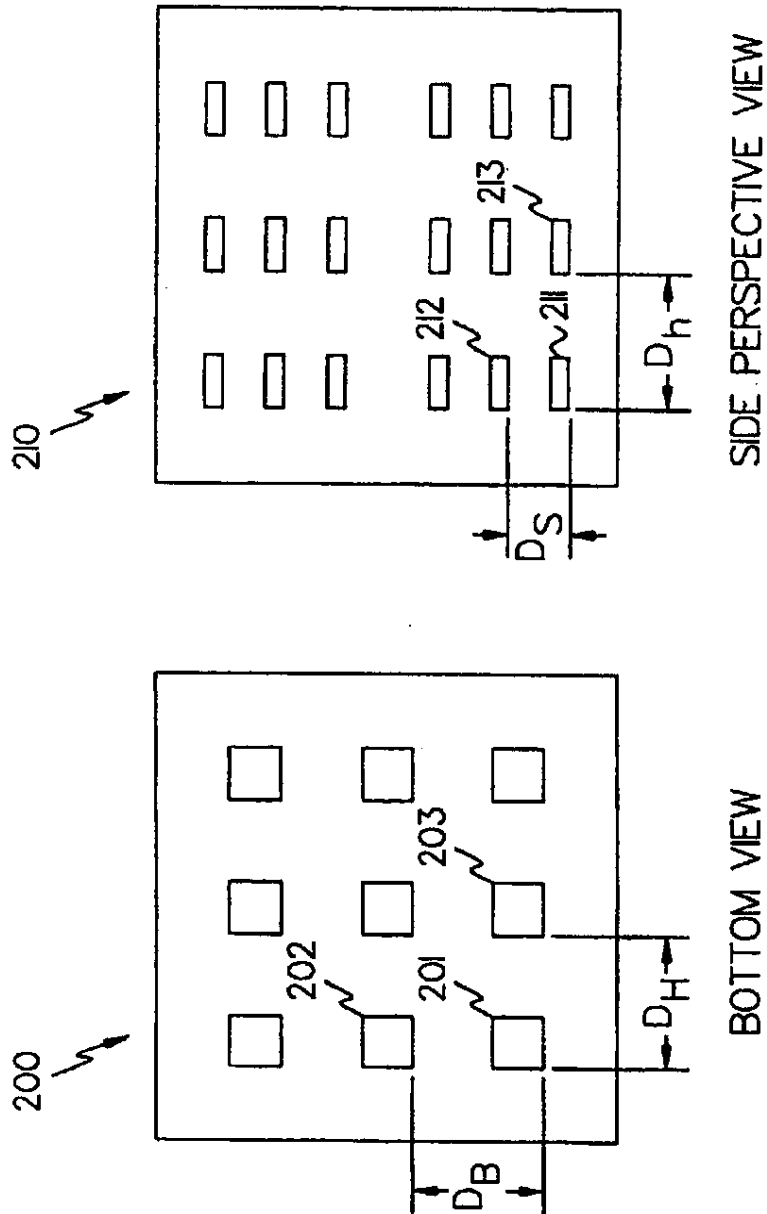 200
202
203
201
D_B
D_H
BOTTOM VIEW
210
212
213
211
D_S
D_h
SIDE PERSPECTIVE VIEW